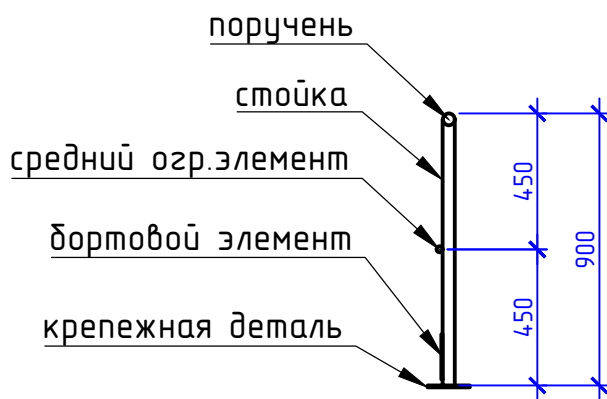 поручень
стойка
средний огр.элемент
бортовой элемент
крепежная деталь
450
450
900